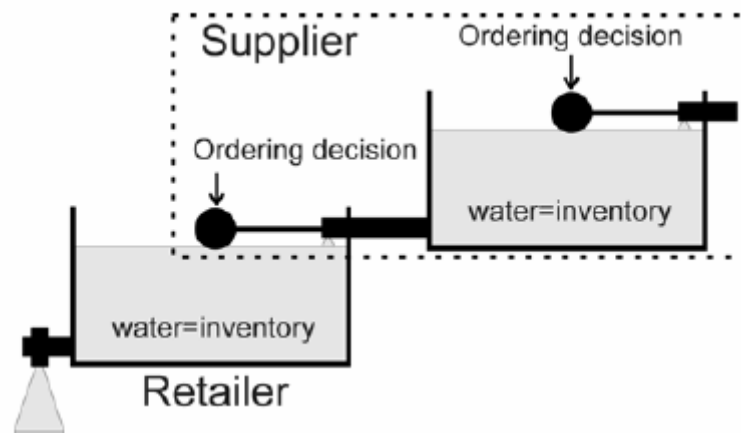 Supplier
Ordering decision
Ordering decision
water=inventory
water=inventory
Retailer